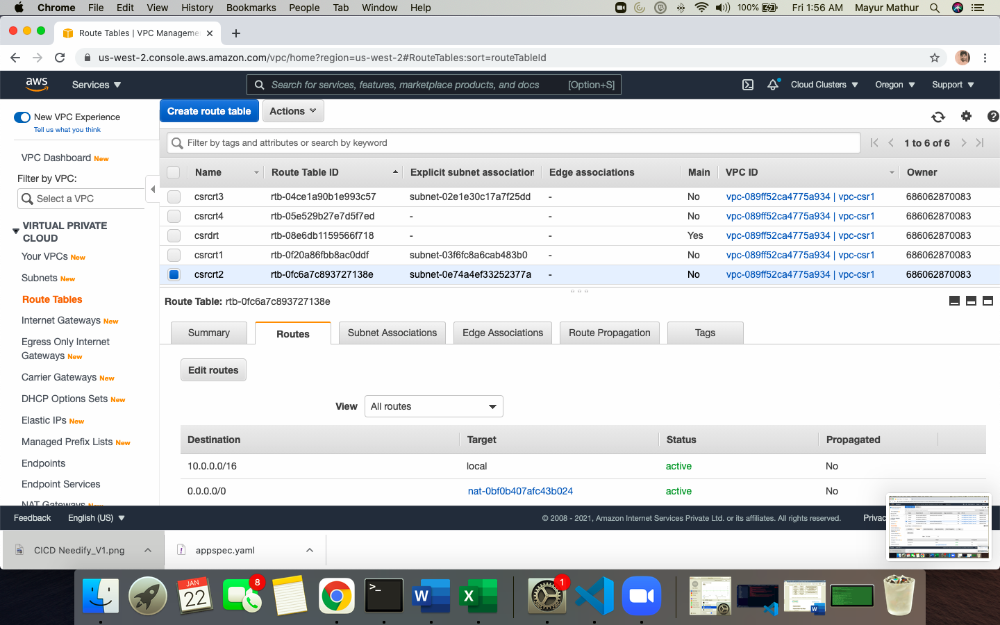 Chrome File Edit View History Bookmarks People Tab Window Help 100% Fri 1:56 AM Mayur Mathur
Route Tables | VPC Manageme
us-west-2.console.aws.amazon.com/vpc/home?region=us-west-2#RouteTables:sort=routeTableId
aws Services Search for services, features, marketplace products, and docs [Option+S] Cloud Clusters Oregon Support
New VPC Experience
Tell us what you think
VPC Dashboard New
Filter by VPC:
Select a VPC
VIRTUAL PRIVATE
CLOUD
Your VPCs New
Subnets New
Route Tables
Internet Gateways New
Egress Only Internet
Gateways New
Carrier Gateways New
DHCP Options Sets New
Elastic IPs New
Managed Prefix Lists New
Endpoints
Endpoint Services
NAT Gateways New
Create route table Actions
Filter by tags and attributes or search by keyword 1 to 6 of 6
Name Route Table ID Explicit subnet association Edge associations Main VPC ID Owner
csrcrt3 rtb-04ce1a90b1e993c57 subnet-02e1e30c17a7f25dd - No vpc-089ff52ca4775a934 | vpc-csr1 686062870083
csrcrt4 rtb-05e529b27e7d5f7ed - - No vpc-089ff52ca4775a934 | vpc-csr1 686062870083
csrdrt rtb-08e6db1159566f718 - - Yes vpc-089ff52ca4775a934 | vpc-csr1 686062870083
csrcrt1 rtb-0f20a86fbb8ac0ddf subnet-03f6fc8a6cab483b0 - No vpc-089ff52ca4775a934 | vpc-csr1 686062870083
csrcrt2 rtb-0fc6a7c893727138e subnet-0e74a4ef33252377a - No vpc-089ff52ca4775a934 | vpc-csr1 686062870083
Route Table: rtb-0fc6a7c893727138e
Summary Routes Subnet Associations Edge Associations Route Propagation Tags
Edit routes
View All routes
Destination Target Status Propagated
10.0.0.0/16 local active No
0.0.0.0/0 nat-0bf0b407afc43b024 active No
Feedback English (US) © 2008 - 2021, Amazon Internet Services Private Ltd. or its affiliates. All rights reserved. Privac
CICD Needify_V1.png appspec.yaml
JAN
22
8
>_
W
X
1